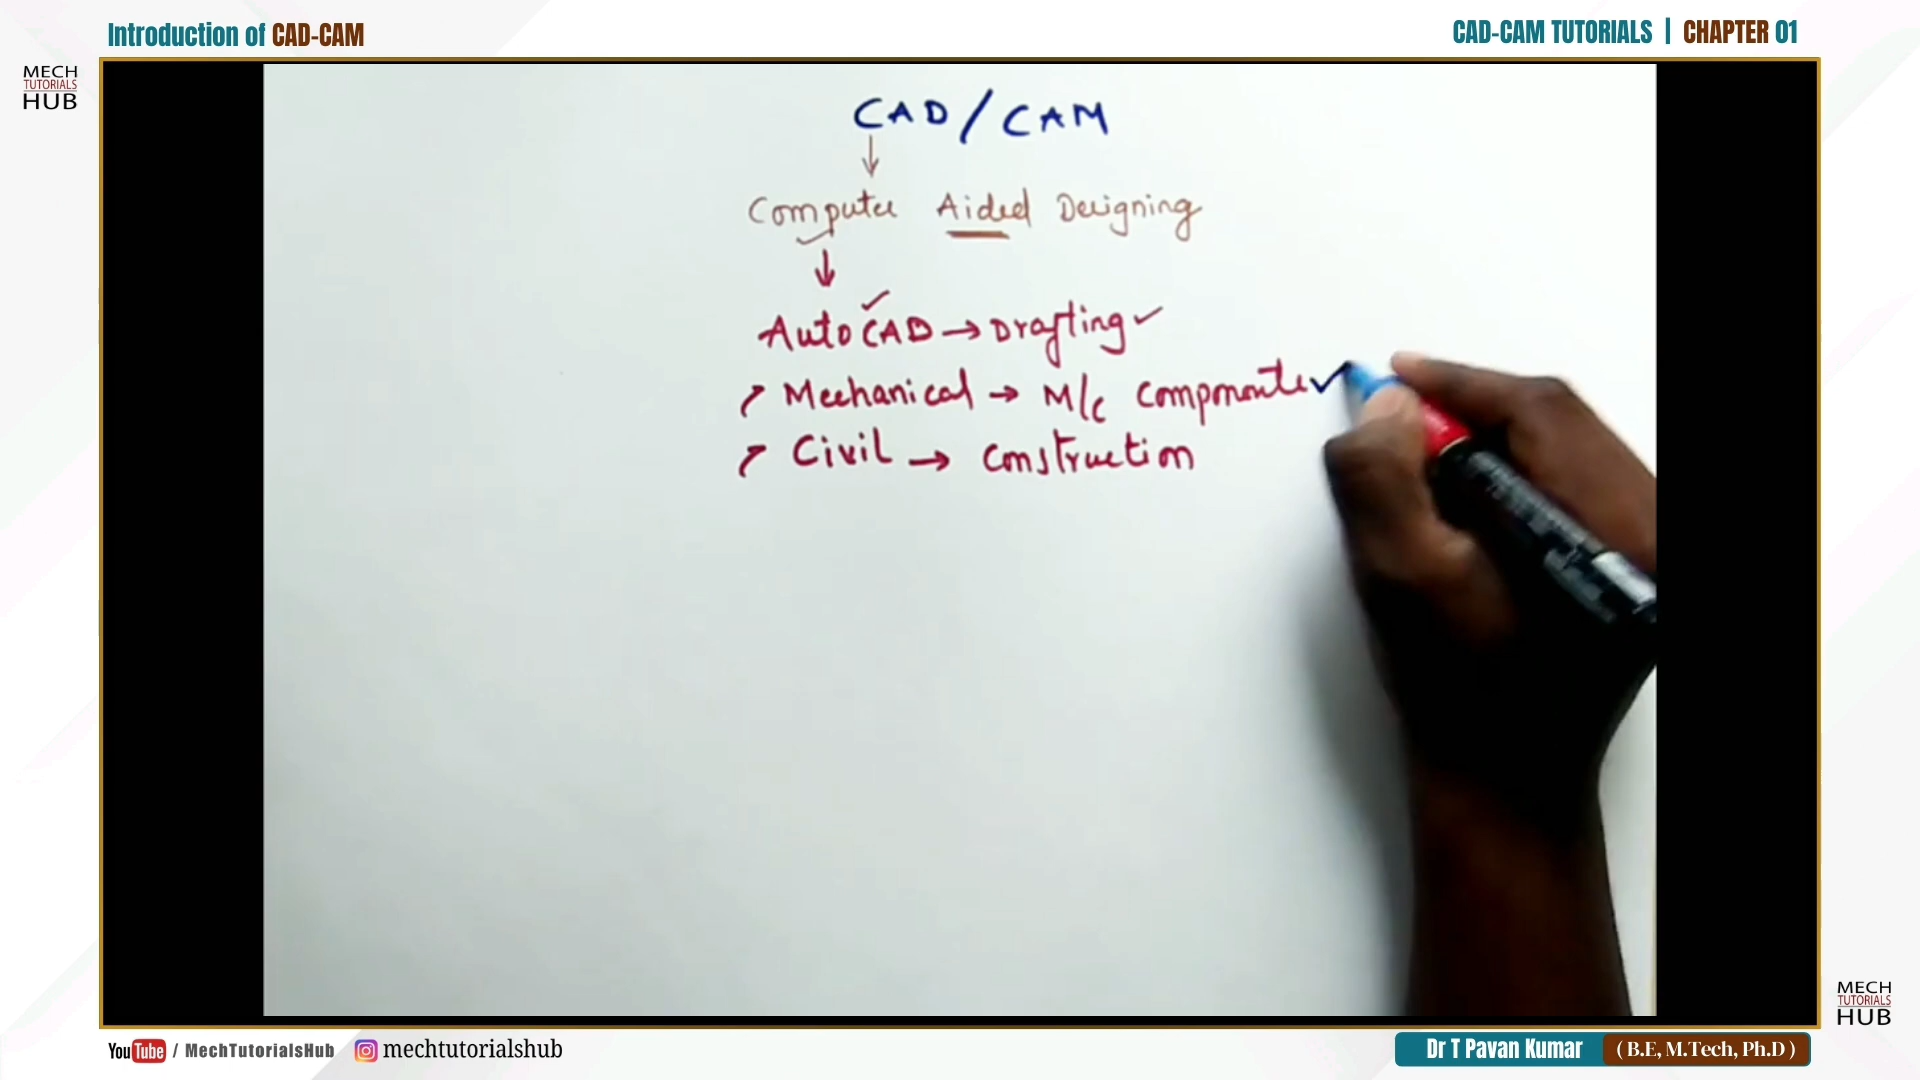 Introduction of CAD-CAM
CAD-CAM TUTORIALS | CHAPTER 01
MECH
TUTORIALS
HUB
CAD/CAM
Computer Aided Designing
AutoCAD → Drafting ✓
Mechanical → M/c Components ✓
Civil → Construction
MECH
TUTORIALS
HUB
YouTube / MechTutorialsHub
mechtutorialshub
Dr T Pavan Kumar (B.E, M.Tech, Ph.D)